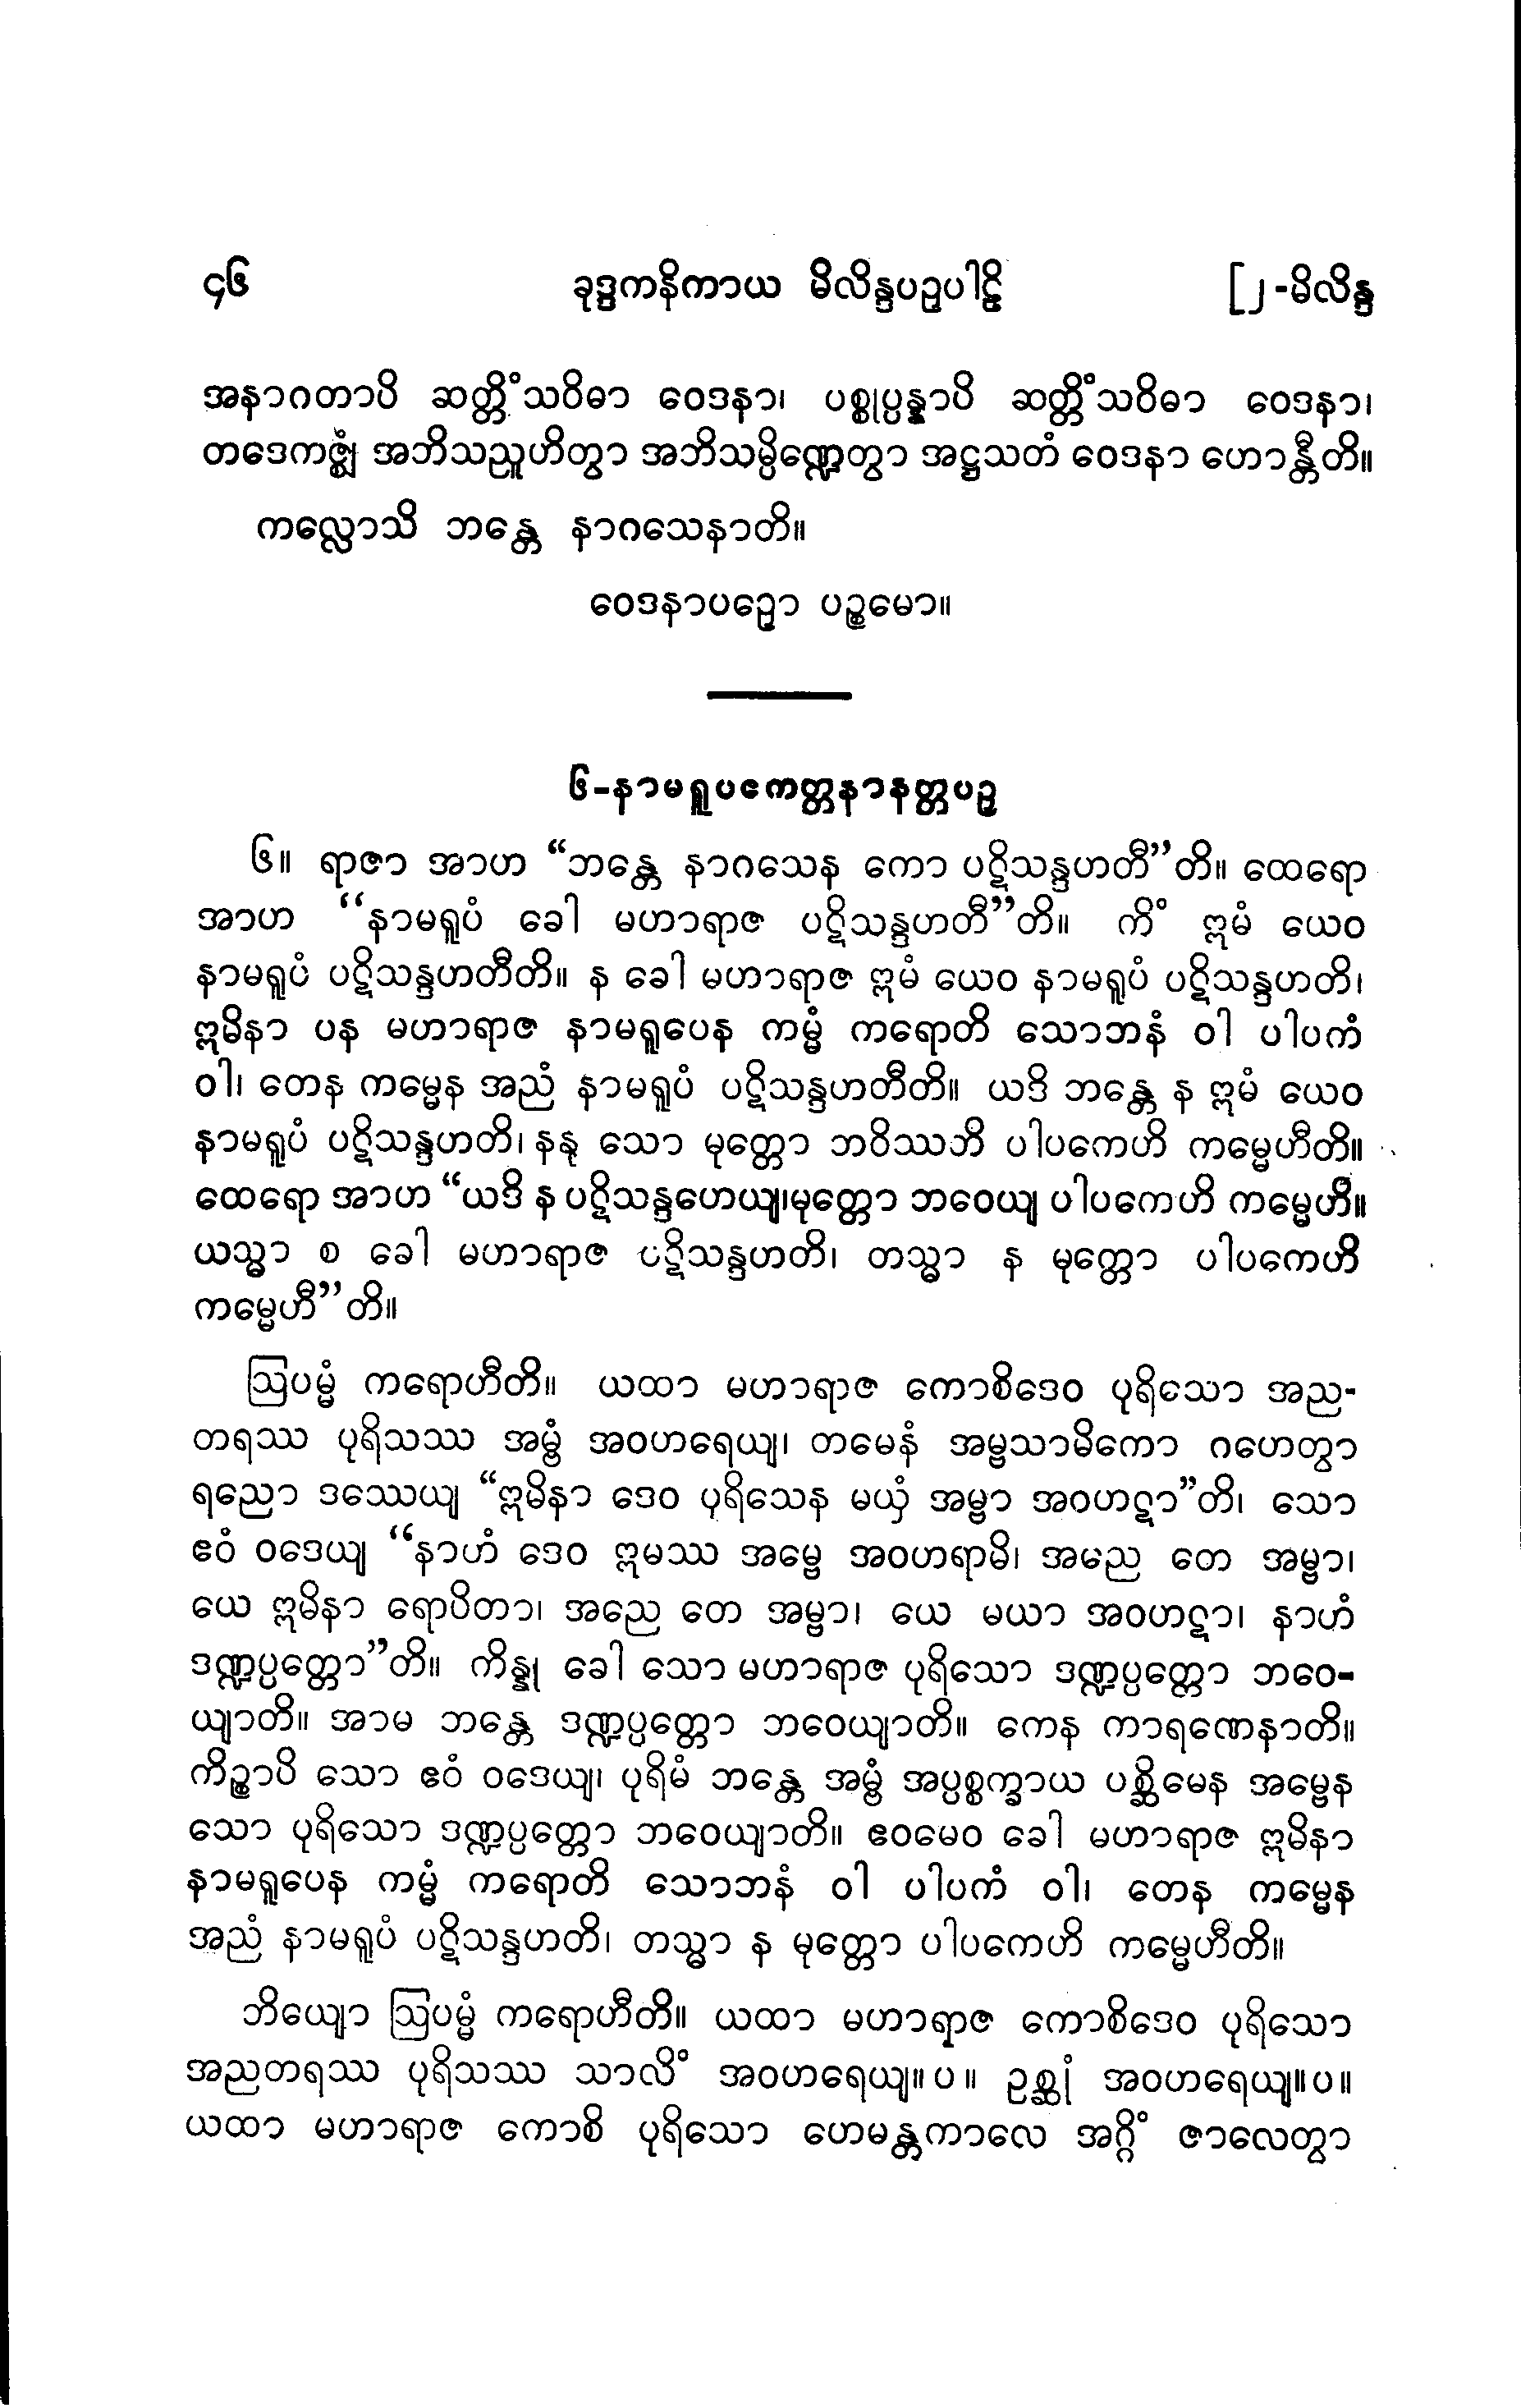 ၄၆ ခုဒ္ဒကနိကာယ မိလိန္ဒပဉှပါဠိ [၂-မိလိန္ဒ
အနာဂတာပိ ဆတ္တိံသဝိဓာ ဝေဒနာ၊ ပစ္စုပ္ပန္နာပိ ဆတ္တိံသဝိဓာ ဝေဒနာ၊
တဒေကဇ္ဈံ အဘိသညူဟိတွာ အဘိသမ္ပိဏ္ဍေတွာ အဋ္ဌသတံ ဝေဒနာ ဟောန္တီတိ။
ကလ္လောသိ ဘန္တေ နာဂသေနာတိ။
ဝေဒနာပဉှော ပဉ္စမော။
၆-နာမရူပဧကတ္တနာနတ္တပဉှ
၆။ ရာဇာ အာဟ “ဘန္တေ နာဂသေန ကော ပဋိသန္ဒဟတီ”တိ။ ထေရော
အာဟ “နာမရူပံ ခေါ မဟာရာဇ ပဋိသန္ဒဟတီ”တိ။ ကိံ ဣမံ ယေဝ
နာမရူပံ ပဋိသန္ဒဟတီတိ။ န ခေါ မဟာရာဇ ဣမံ ယေဝ နာမရူပံ ပဋိသန္ဒဟတိ၊
ဣမိနာ ပန မဟာရာဇ နာမရူပေန ကမ္မံ ကရောတိ သောဘနံ ဝါ ပါပကံ
ဝါ၊ တေန ကမ္မေန အညံ နာမရူပံ ပဋိသန္ဒဟတီတိ။ ယဒိ ဘန္တေ န ဣမံ ယေဝ
နာမရူပံ ပဋိသန္ဒဟတိ၊ နနု သော မုတ္တော ဘဝိဿတိ ပါပကေဟိ ကမ္မေဟီတိ။
ထေရော အာဟ “ယဒိ န ပဋိသန္ဒဟေယျ၊မုတ္တော ဘဝေယျ ပါပကေဟိ ကမ္မေဟိ။
ယသ္မာ စ ခေါ မဟာရာဇ ပဋိသန္ဒဟတိ၊ တသ္မာ န မုတ္တော ပါပကေဟိ
ကမ္မေဟီ”တိ။
ဩပမ္မံ ကရောဟီတိ။ ယထာ မဟာရာဇ ကောစိဒေဝ ပုရိသော အည-
တရဿ ပုရိသဿ အမ္ဗံ အဝဟရေယျ၊ တမေနံ အမ္ဗသာမိကော ဂဟေတွာ
ရညော ဒဿေယျ “ဣမိနာ ဒေဝ ပုရိသေန မယှံ အမ္ဗာ အဝဟဋာ”တိ၊ သော
ဧဝံ ဝဒေယျ “နာဟံ ဒေဝ ဣမဿ အမ္ဗေ အဝဟရာမိ၊ အညေ တေ အမ္ဗာ၊
ယေ ဣမိနာ ရောပိတာ၊ အညေ တေ အမ္ဗာ၊ ယေ မယာ အဝဟဋာ၊ နာဟံ
ဒဏ္ဍပ္ပတ္တော”တိ။ ကိန္နု ခေါ သော မဟာရာဇ ပုရိသော ဒဏ္ဍပ္ပတ္တော ဘဝေ-
ယျာတိ။ အာမ ဘန္တေ ဒဏ္ဍပ္ပတ္တော ဘဝေယျာတိ။ ကေန ကာရဏေနာတိ။
ကိဉ္စာပိ သော ဧဝံ ဝဒေယျ၊ ပုရိမံ ဘန္တေ အမ္ဗံ အပ္ပစ္စက္ခာယ ပစ္ဆိမေန အမ္ဗေန
သော ပုရိသော ဒဏ္ဍပ္ပတ္တော ဘဝေယျာတိ။ ဧဝမေဝ ခေါ မဟာရာဇ ဣမိနာ
နာမရူပေန ကမ္မံ ကရောတိ သောဘနံ ဝါ ပါပကံ ဝါ၊ တေန ကမ္မေန
အညံ နာမရူပံ ပဋိသန္ဒဟတိ၊ တသ္မာ န မုတ္တော ပါပကေဟိ ကမ္မေဟီတိ။
ဘိယျော ဩပမ္မံ ကရောဟီတိ။ ယထာ မဟာရာဇ ကောစိဒေဝ ပုရိသော
အညတရဿ ပုရိသဿ သာလိံ အဝဟရေယျ။ပ။ ဥစ္ဆုံ အဝဟရေယျ။ပ။
ယထာ မဟာရာဇ ကောစိ ပုရိသော ဟေမန္တကာလေ အဂ္ဂိံ ဇာလေတွာ